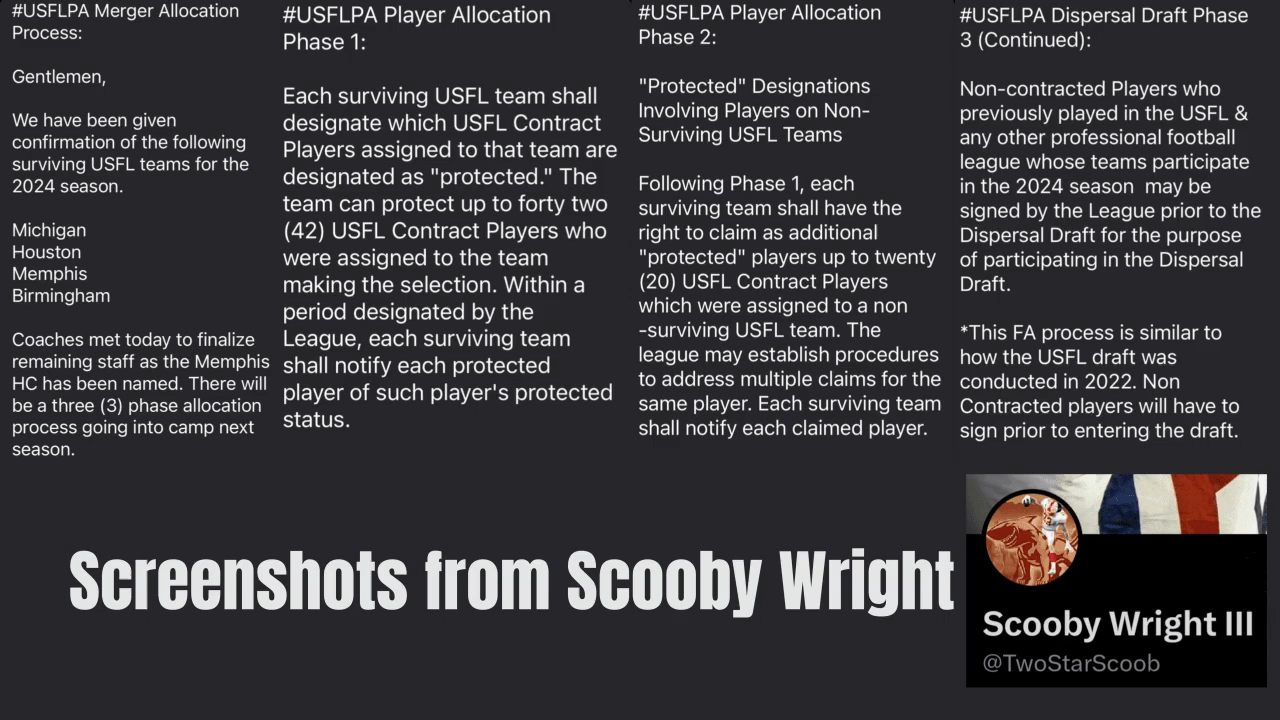 #USFLPA Merger Allocation
Process:
Gentlemen,
We have been given
confirmation of the following
surviving USFL teams for the
2024 season.
Michigan
Houston
Memphis
Birmingham
Coaches met today to finalize
remaining staff as the Memphis
HC has been named. There will
be a three (3) phase allocation
process going into camp next
season.
#USFLPA Player Allocation
Phase 1:
Each surviving USFL team shall
designate which USFL Contract
Players assigned to that team are
designated as "protected." The
team can protect up to forty two
(42) USFL Contract Players who
were assigned to the team
making the selection. Within a
period designated by the
League, each surviving team
shall notify each protected
player of such player's protected
status.
#USFLPA Player Allocation
Phase 2:
"Protected" Designations
Involving Players on Non-
Surviving USFL Teams
Following Phase 1, each
surviving team shall have the
right to claim as additional
"protected" players up to twenty
(20) USFL Contract Players
which were assigned to a non
-surviving USFL team. The
league may establish procedures
to address multiple claims for the
same player. Each surviving team
shall notify each claimed player.
#USFLPA Dispersal Draft Phase
3 (Continued):
Non-contracted Players who
previously played in the USFL &
any other professional football
league whose teams participate
in the 2024 season may be
signed by the League prior to the
Dispersal Draft for the purpose
of participating in the Dispersal
Draft.
*This FA process is similar to
how the USFL draft was
conducted in 2022. Non
Contracted players will have to
sign prior to entering the draft.
Screenshots from Scooby Wright
Scooby Wright III
@TwoStarScoob